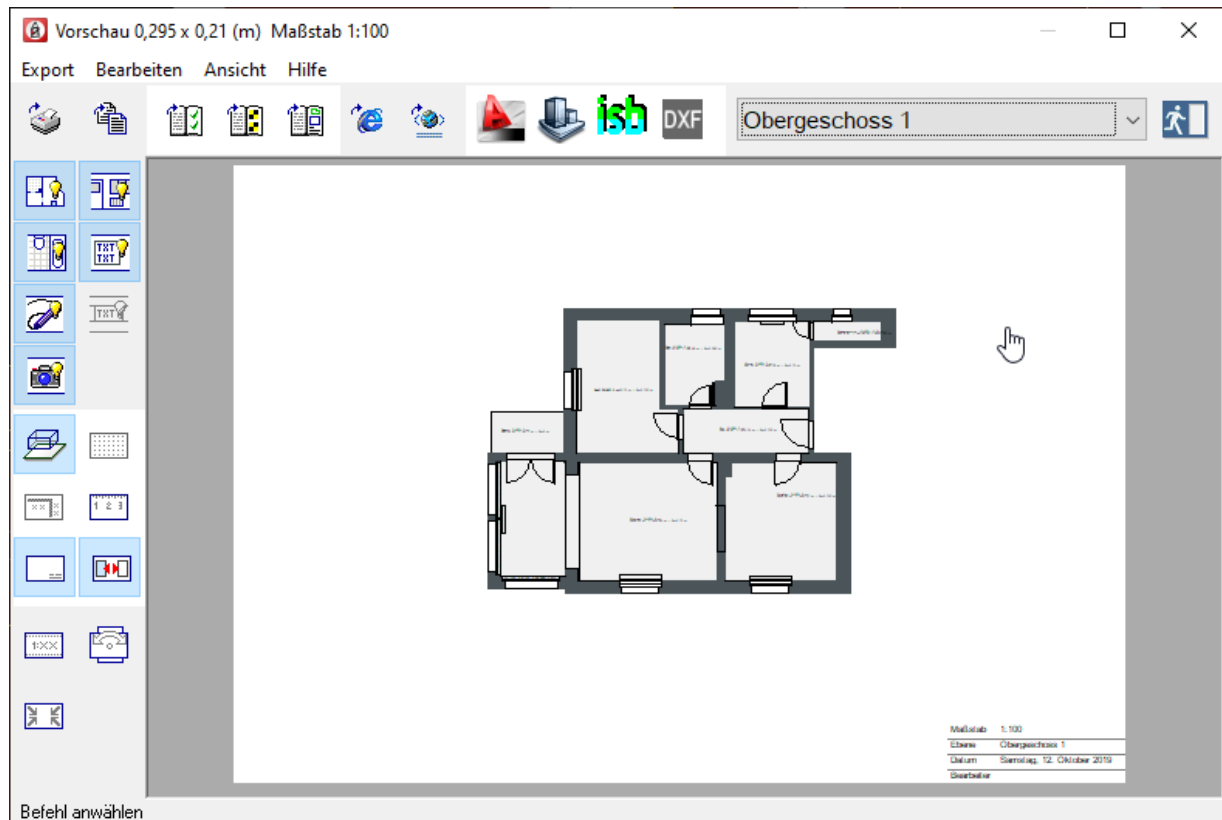 Vorschau 0,295 x 0,21 (m) Maßstab 1:100
Export Bearbeiten Ansicht Hilfe
isb DXF Obergeschoss 1
TXT
TXT
TXT
x x x
x
1 2 3
1:XX
Maßstab 1:100
Ebene Obergeschoss 1
Datum Samstag, 12. Oktober 2019
Bearbeiter
Befehl anwählen